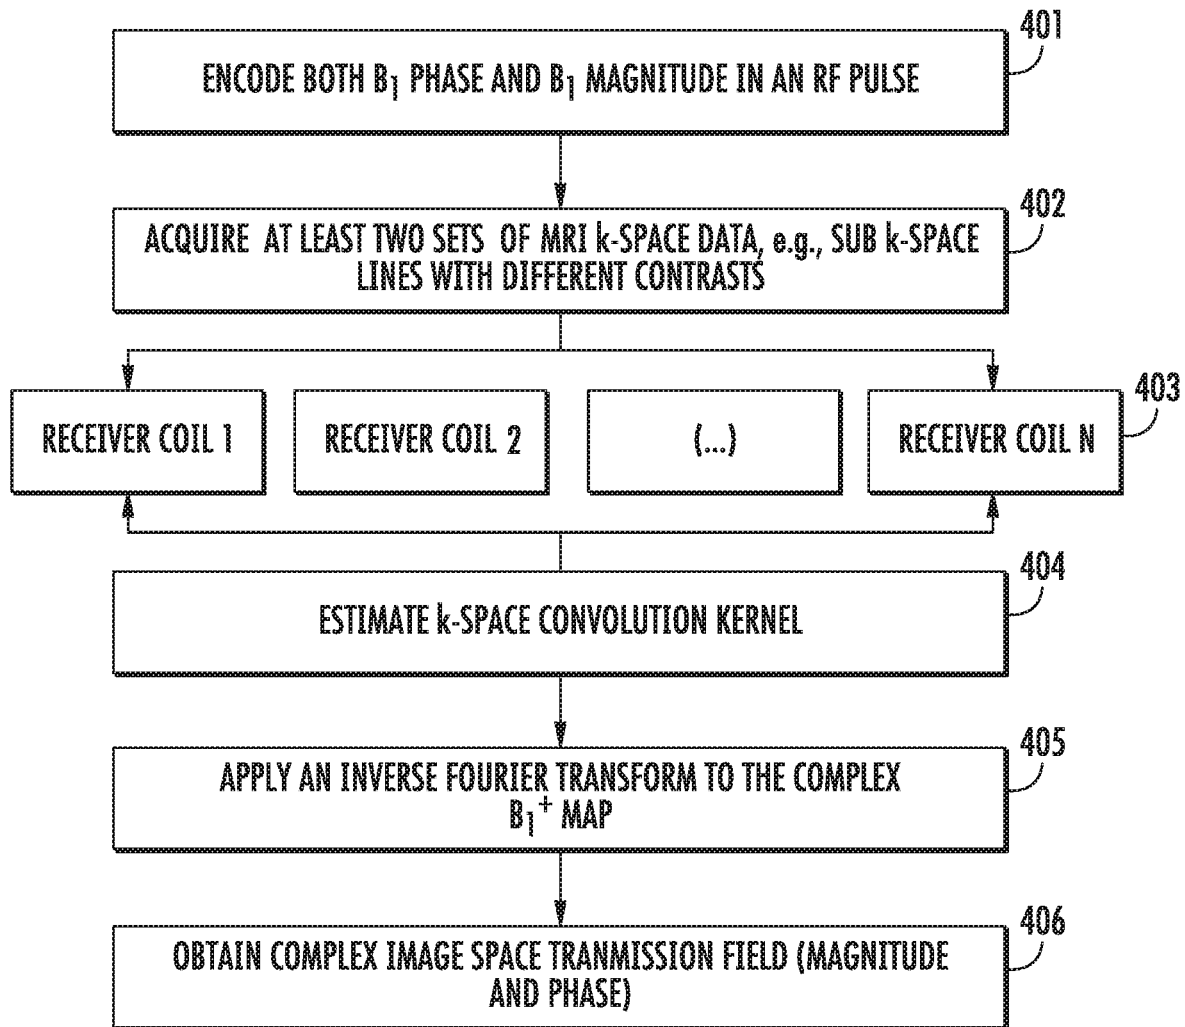 401
ENCODE BOTH B₁ PHASE AND B₁ MAGNITUDE IN AN RF PULSE
402
ACQUIRE AT LEAST TWO SETS OF MRI k-SPACE DATA, e.g., SUB k-SPACE
LINES WITH DIFFERENT CONTRASTS
403
RECEIVER COIL 1
RECEIVER COIL 2
(...)
RECEIVER COIL N
404
ESTIMATE k-SPACE CONVOLUTION KERNEL
405
APPLY AN INVERSE FOURIER TRANSFORM TO THE COMPLEX
B₁⁺ MAP
406
OBTAIN COMPLEX IMAGE SPACE TRANMISSION FIELD (MAGNITUDE
AND PHASE)